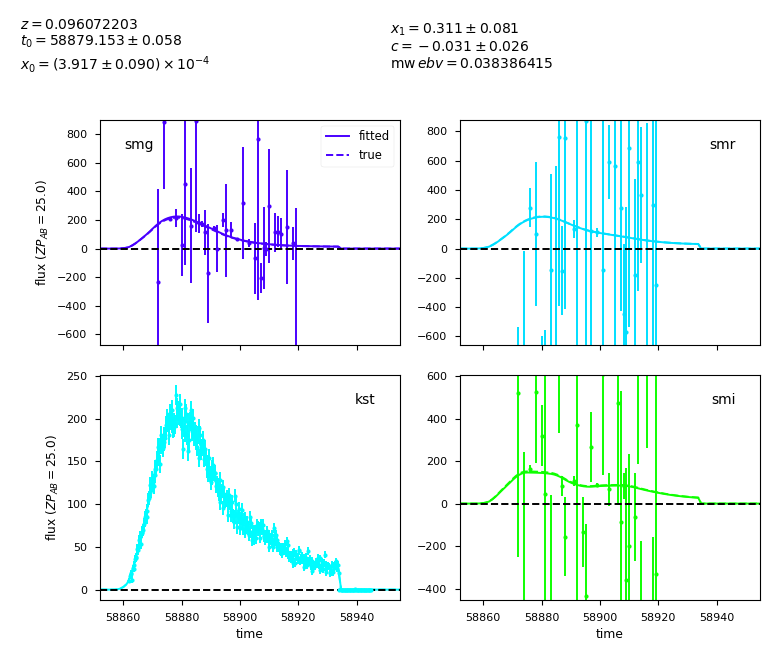 z = 0.096072203
t₀ = 58879.153 ± 0.058
x₀ = (3.917 ± 0.090) × 10⁻⁴
x₁ = 0.311 ± 0.081
c = −0.031 ± 0.026
mw ebv = 0.038386415
smg
fitted
true
800
600
400
200
0
−200
−400
−600
flux (ZP_AB = 25.0)
smr
800
600
400
200
0
−200
−400
−600
kst
250
200
150
100
50
0
flux (ZP_AB = 25.0)
58860 58880 58900 58920 58940
time
smi
600
400
200
0
−200
−400
58860 58880 58900 58920 58940
time